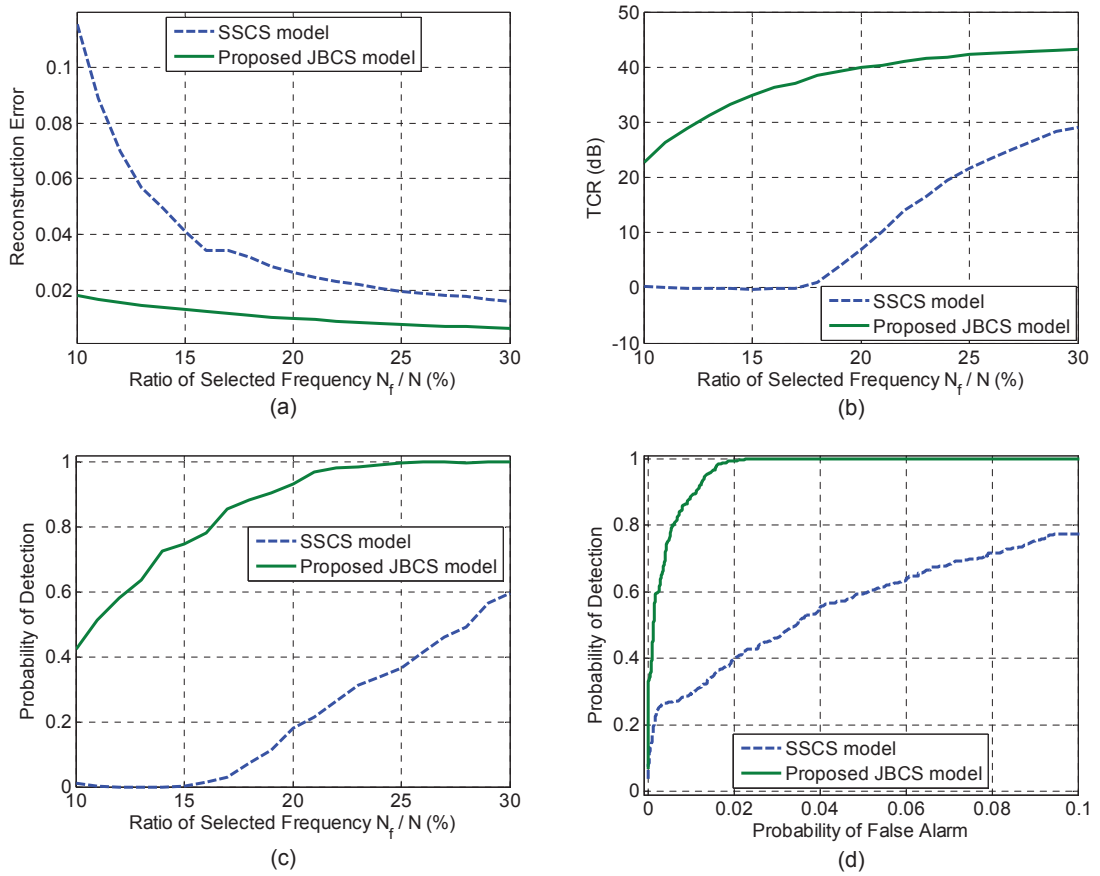 SSCS model
Proposed JBCS model
0.1
0.08
0.06
0.04
0.02
Reconstruction Error
10 15 20 25 30
Ratio of Selected Frequency N_f / N (%)
(a)
50
40
30
20
10
0
-10
TCR (dB)
SSCS model
Proposed JBCS model
10 15 20 25 30
Ratio of Selected Frequency N_f / N (%)
(b)
1
0.8
0.6
0.4
0.2
0
Probability of Detection
SSCS model
Proposed JBCS model
10 15 20 25 30
Ratio of Selected Frequency N_f / N (%)
(c)
1
0.8
0.6
0.4
0.2
0
Probability of Detection
SSCS model
Proposed JBCS model
0 0.02 0.04 0.06 0.08 0.1
Probability of False Alarm
(d)